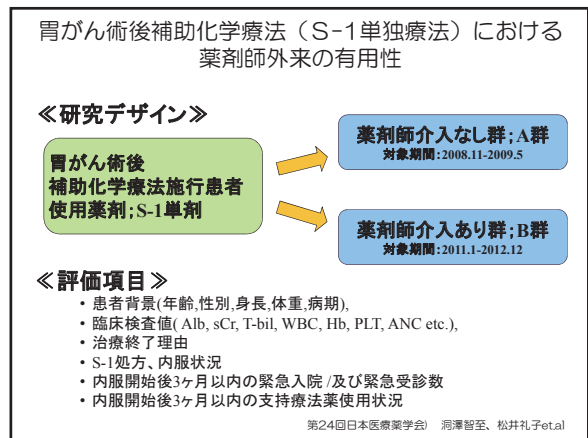 胃がん術後補助化学療法（S-1単独療法）における
薬剤師外来の有用性
≪研究デザイン≫
胃がん術後
補助化学療法施行患者
使用薬剤；S-1単剤
薬剤師介入なし群；A群
対象期間：2008.11-2009.5
薬剤師介入あり群；B群
対象期間：2011.1-2012.12
≪評価項目≫
• 患者背景(年齢,性別,身長,体重,病期),
• 臨床検査値( Alb, sCr, T-bil, WBC, Hb, PLT, ANC etc.),
• 治療終了理由
• S-1処方、内服状況
• 内服開始後3ヶ月以内の緊急入院 /及び緊急受診数
• 内服開始後3ヶ月以内の支持療法薬使用状況
第24回日本医療薬学会) 洞澤智至、松井礼子et.al